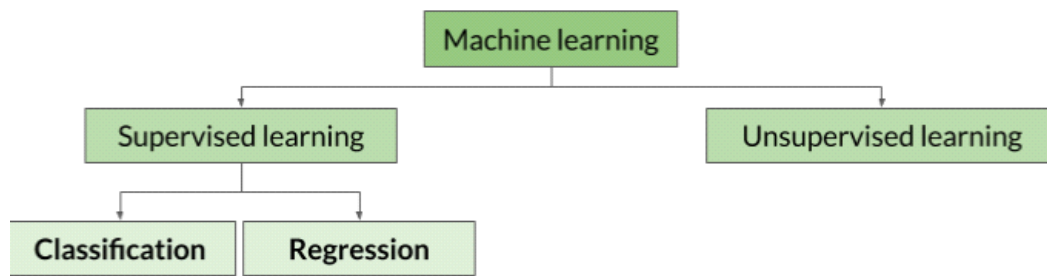 Machine learning
Supervised learning
Unsupervised learning
Classification
Regression